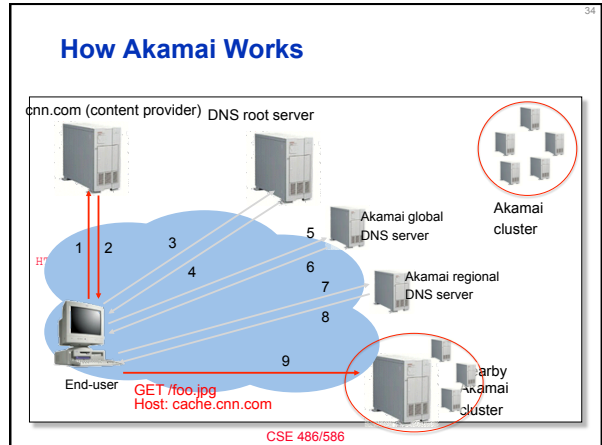 34
How Akamai Works
cnn.com (content provider)
DNS root server
Akamai
cluster
Akamai global
DNS server
1
2
3
4
5
6
Akamai regional
DNS server
7
8
9
End-user
GET /foo.jpg
Host: cache.cnn.com
Akamai
cluster
CSE 486/586